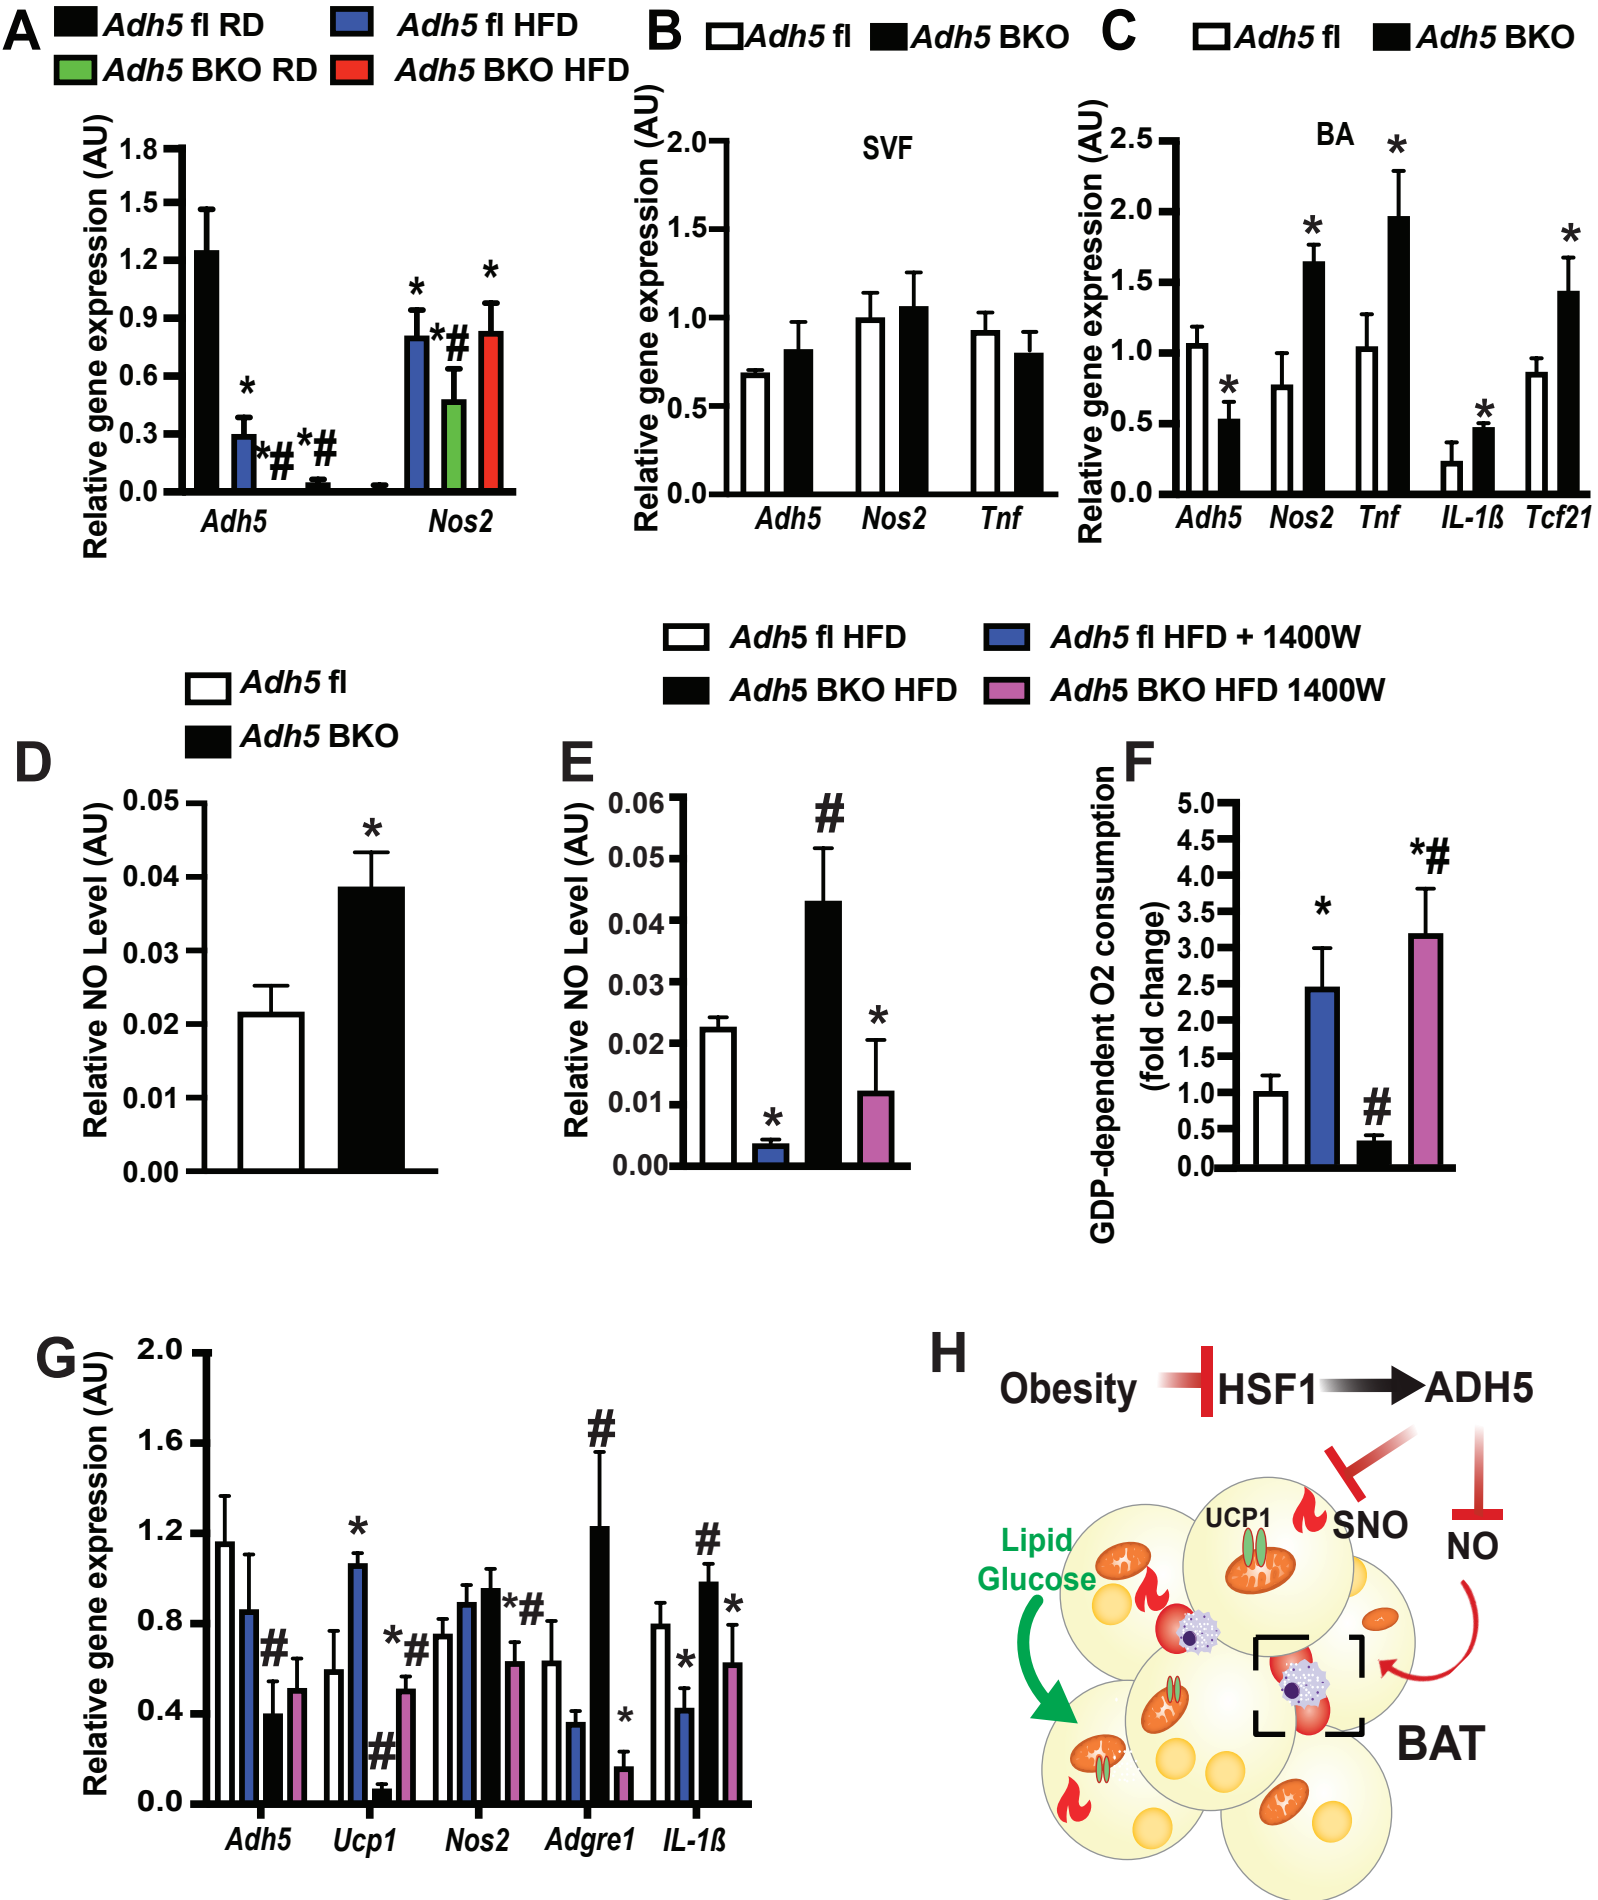 A
Adh5 fl RD
Adh5 fl HFD
Adh5 BKO RD
Adh5 BKO HFD
Relative gene expression (AU)
1.8
1.5
1.2
0.9
0.6
0.3
0.0
*
*#
*#
*
*#
*
Adh5
Nos2
B
Adh5 fl
Adh5 BKO
Relative gene expression (AU)
SVF
2.0
1.5
1.0
0.5
0.0
Adh5
Nos2
Tnf
C
Adh5 fl
Adh5 BKO
Relative gene expression (AU)
BA
2.5
2.0
1.5
1.0
0.5
0.0
*
*
*
*
*
Adh5
Nos2
Tnf
IL-1ß
Tcf21
Adh5 fl
Adh5 BKO
D
Relative NO Level (AU)
0.05
0.04
0.03
0.02
0.01
0.00
*
Adh5 fl HFD
Adh5 fl HFD + 1400W
Adh5 BKO HFD
Adh5 BKO HFD 1400W
E
Relative NO Level (AU)
0.06
0.05
0.04
0.03
0.02
0.01
0.00
*
#
*
F
GDP-dependent O2 consumption
(fold change)
5.0
4.5
4.0
3.5
3.0
2.5
2.0
1.5
1.0
0.5
0.0
*
#
*#
G
Relative gene expression (AU)
2.0
1.6
1.2
0.8
0.4
0.0
#
*
#
*#
*#
#
*
*
#
*
Adh5
Ucp1
Nos2
Adgre1
IL-1ß
H
Obesity
HSF1
ADH5
UCP1
SNO
NO
Lipid
Glucose
BAT